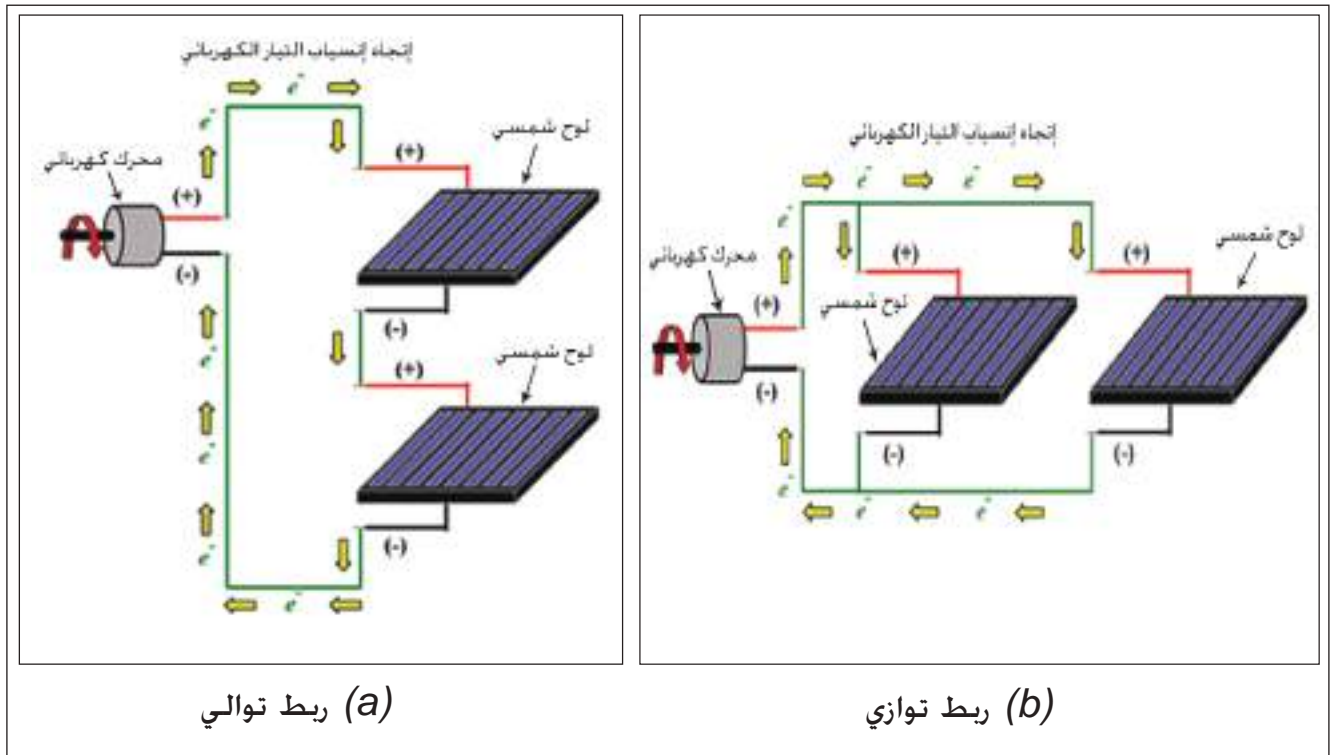 إتجاه إنسياب التيار الكهربائي
e⁻
e⁻
لوح شمسي
(+)
محرك كهربائي
(+)
(-)
(-)
e⁻
لوح شمسي
(+)
e⁻
(-)
e⁻
e⁻
(a) ربط توالي
إتجاه إنسياب التيار الكهربائي
e⁻ e⁻
e⁻
لوح شمسي
(+) (+)
محرك كهربائي
لوح شمسي
(+)
(-)
(-) (-)
e⁻
e⁻ e⁻
(b) ربط توازي